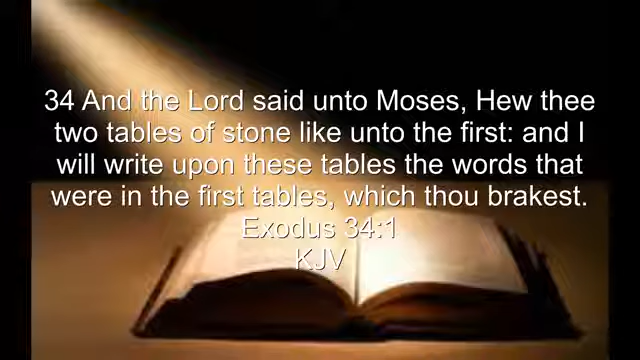 34 And the Lord said unto Moses, Hew thee
two tables of stone like unto the first: and I
will write upon these tables the words that
were in the first tables, which thou brakest.
Exodus 34:1
KJV